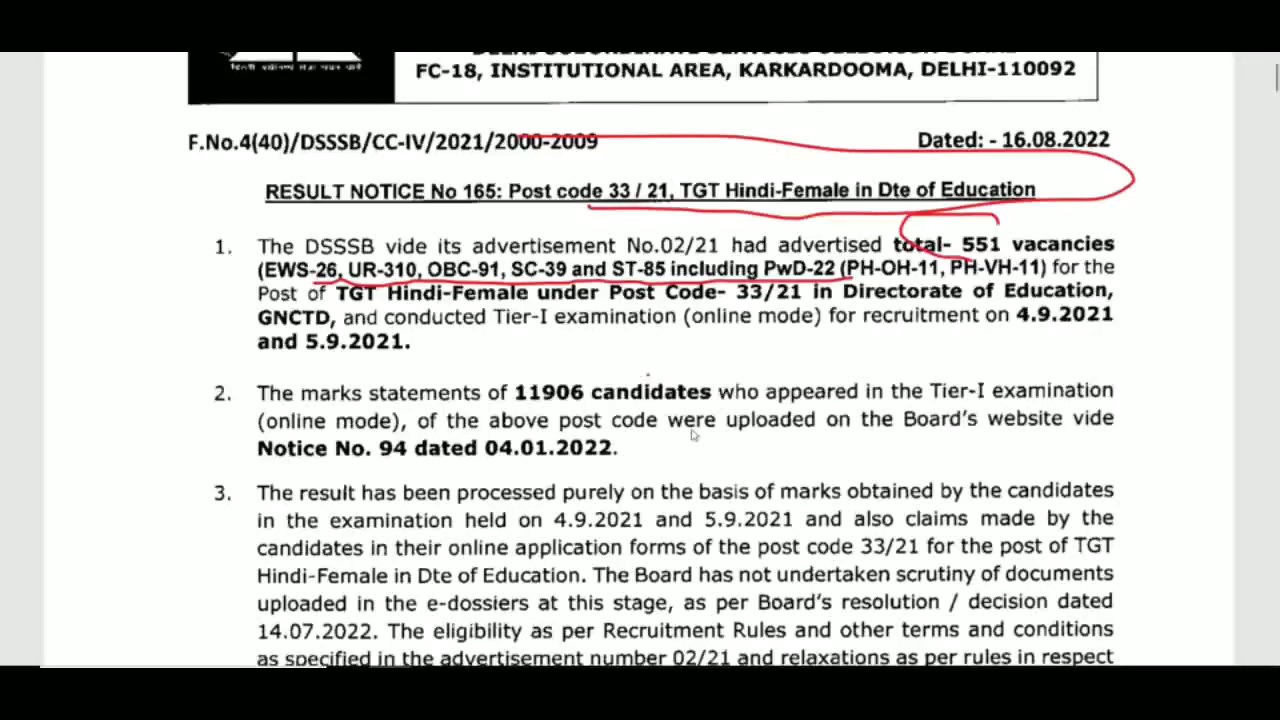 दिल्ली अधीनस्थ सेवा चयन बोर्ड
DELHI SUBORDINATE SERVICES SELECTION BOARD
FC-18, INSTITUTIONAL AREA, KARKARDOOMA, DELHI-110092
F.No.4(40)/DSSSB/CC-IV/2021/2000-2009 Dated: - 16.08.2022
RESULT NOTICE No 165: Post code 33 / 21, TGT Hindi-Female in Dte of Education
1. The DSSSB vide its advertisement No.02/21 had advertised total- 551 vacancies
(EWS-26, UR-310, OBC-91, SC-39 and ST-85 including PwD-22 (PH-OH-11, PH-VH-11) for the
Post of TGT Hindi-Female under Post Code- 33/21 in Directorate of Education,
GNCTD, and conducted Tier-I examination (online mode) for recruitment on 4.9.2021
and 5.9.2021.
2. The marks statements of 11906 candidates who appeared in the Tier-I examination
(online mode), of the above post code were uploaded on the Board's website vide
Notice No. 94 dated 04.01.2022.
3. The result has been processed purely on the basis of marks obtained by the candidates
in the examination held on 4.9.2021 and 5.9.2021 and also claims made by the
candidates in their online application forms of the post code 33/21 for the post of TGT
Hindi-Female in Dte of Education. The Board has not undertaken scrutiny of documents
uploaded in the e-dossiers at this stage, as per Board's resolution / decision dated
14.07.2022. The eligibility as per Recruitment Rules and other terms and conditions
as specified in the advertisement number 02/21 and relaxations as per rules in respect